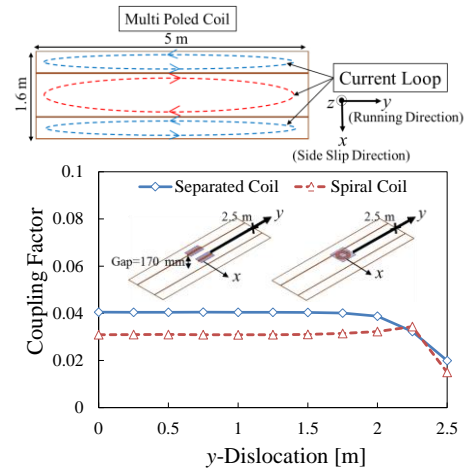 Multi Poled Coil
5 m
1.6 m
Current Loop
z
y
(Running Direction)
x
(Side Slip Direction)
0.1
0.08
0.06
0.04
0.02
0
Coupling Factor
Separated Coil
Spiral Coil
2.5 m
y
2.5 m
y
Gap=170 mm
x
x
0 0.5 1 1.5 2 2.5
y-Dislocation [m]